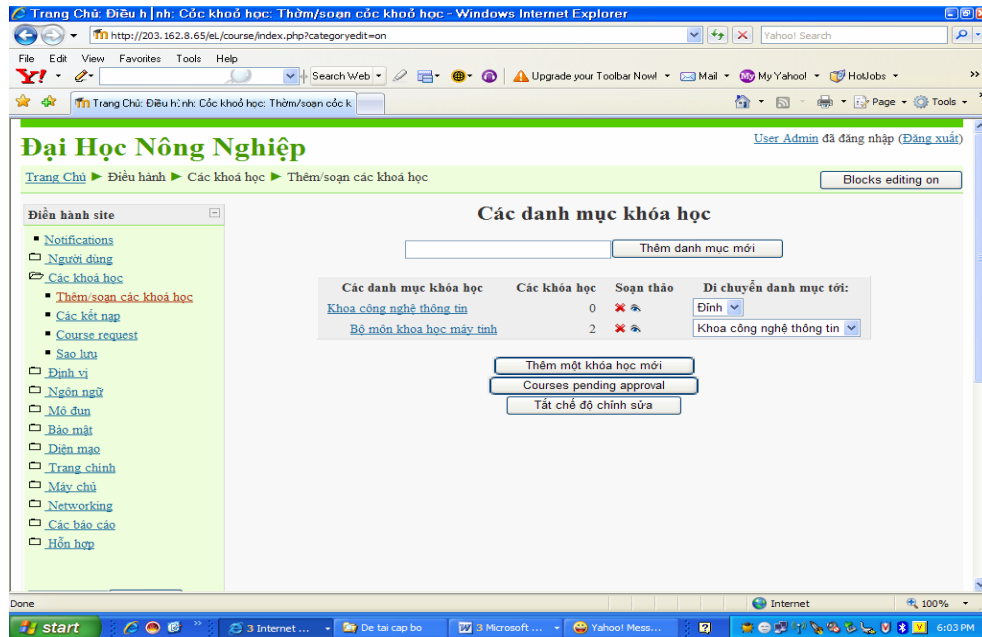 Trang Chủ: Điều h nh: Cỏc khoỏ học: Thờm/soạn cỏc khoỏ học - Windows Internet Explorer
http://203.162.8.65/eL/course/index.php?categoryedit=on
Yahoo! Search
File Edit View Favorites Tools Help
Y! Search Web Upgrade your Toolbar Now! Mail My Yahoo! HotJobs
Trang Chủ: Điều h nh: Cỏc khoỏ học: Thờm/soạn cỏc k Page Tools
Đại Học Nông Nghiệp
User Admin đã đăng nhập (Đăng xuất)
Trang Chủ ► Điều hành ► Các khoá học ► Thêm/soạn các khoá học
Blocks editing on
Điền hành site
Notifications
Người dùng
Các khoá học
Thêm/soạn các khoá học
Các kết nạp
Course request
Sao lưu
Định vị
Ngôn ngữ
Mô đun
Bảo mật
Diện mạo
Trang chính
Máy chủ
Networking
Các báo cáo
Hỗn hợp
Các danh mục khóa học
Thêm danh mục mới
Các danh mục khóa học Các khóa học Soạn thảo Di chuyển danh mục tới:
Khoa công nghệ thông tin 0 Đỉnh
Bộ môn khoa học máy tính 2 Khoa công nghệ thông tin
Thêm một khóa học mới
Courses pending approval
Tắt chế độ chỉnh sửa
Done Internet 100%
start 3 Internet ... De tai cap bo 3 Microsoft ... Yahoo! Mess... 6:03 PM